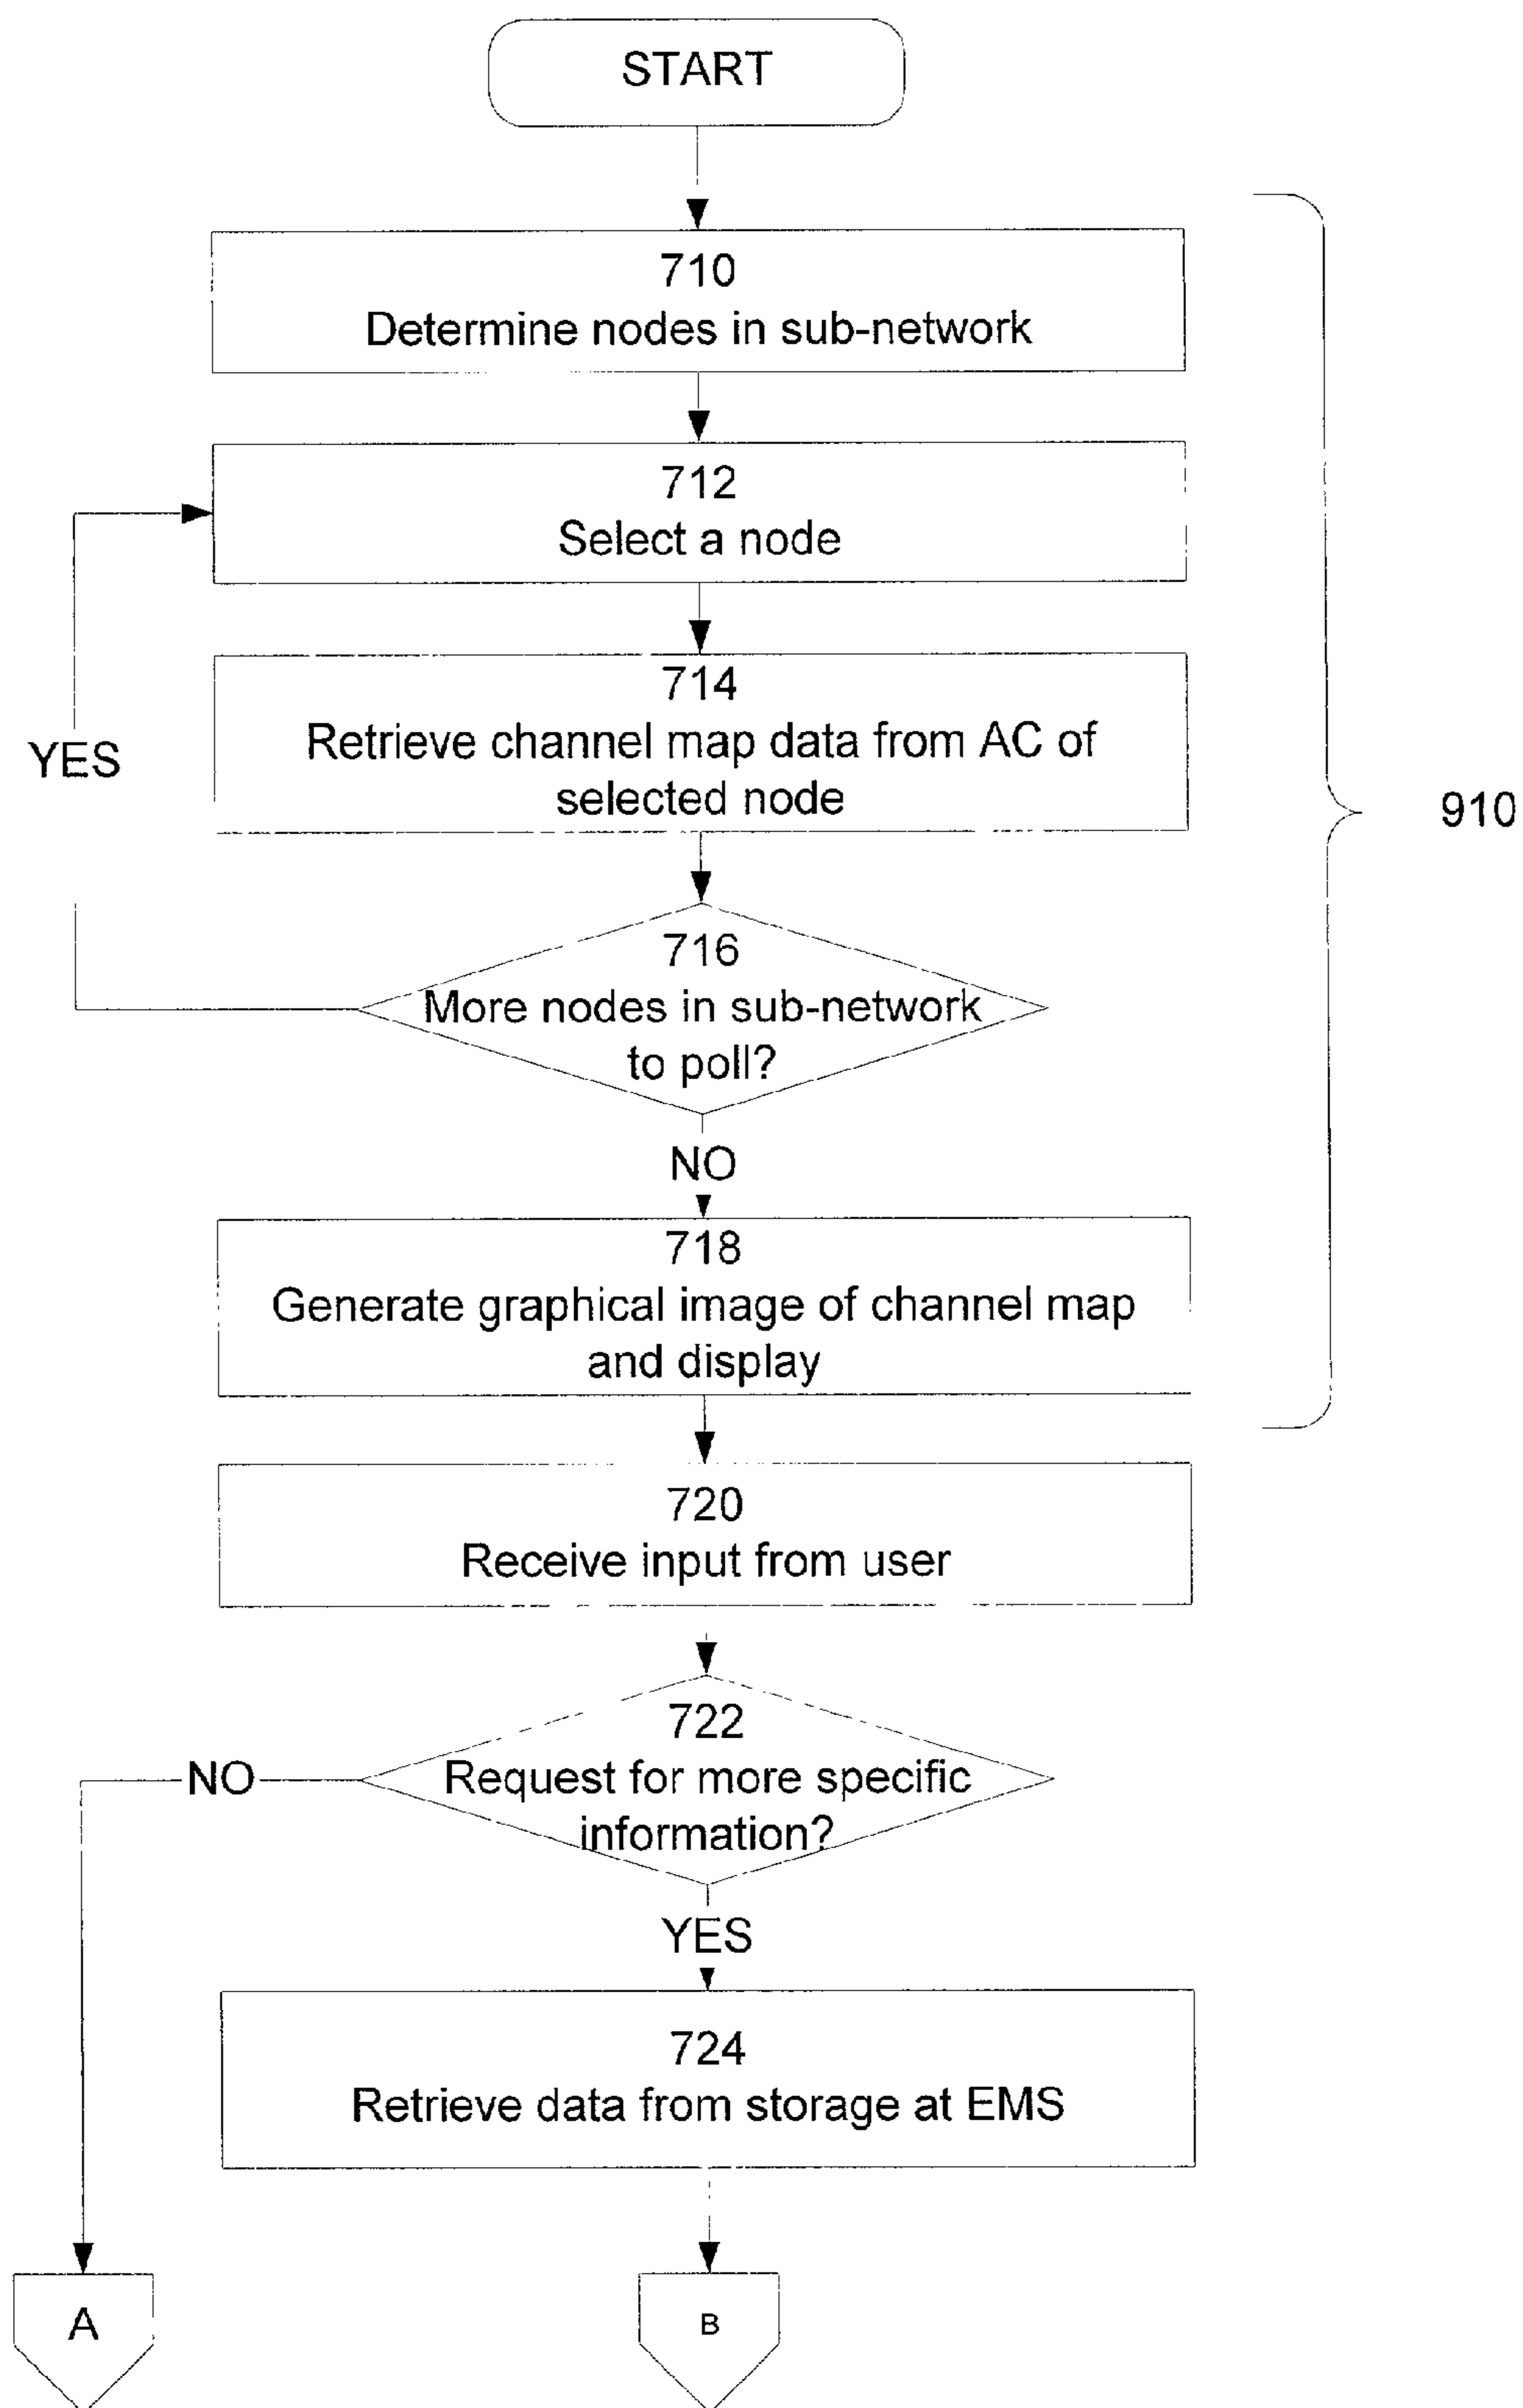 START
710
Determine nodes in sub-network
712
Select a node
714
Retrieve channel map data from AC of
selected node
YES
910
716
More nodes in sub-network
to poll?
NO
718
Generate graphical image of channel map
and display
720
Receive input from user
722
Request for more specific
information?
NO
YES
724
Retrieve data from storage at EMS
A
B